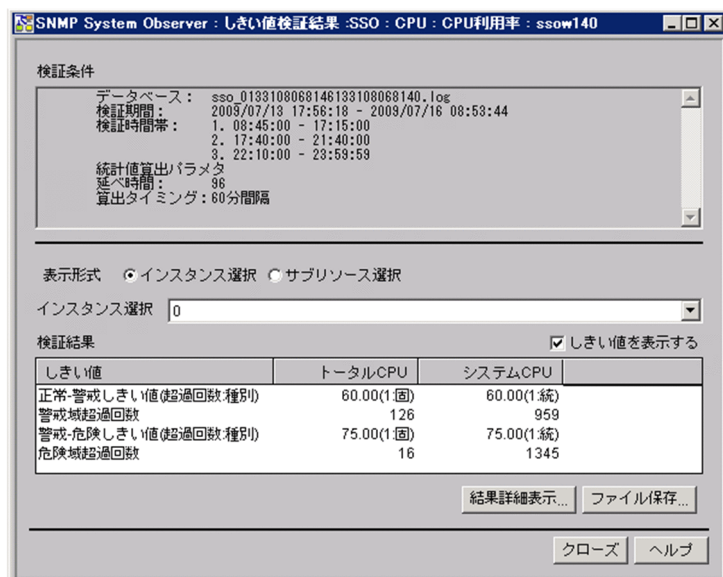 SNMP System Observer : しきい値検証結果 :SSO : CPU : CPU利用率 : ssow140
検証条件
データベース : sso_0133108068146133108068140.log
検証期間 : 2009/07/13 17:56:18 - 2009/07/16 08:53:44
検証時間帯 : 1. 08:45:00 - 17:15:00
2. 17:40:00 - 21:40:00
3. 22:10:00 - 23:59:59
統計値算出パラメタ
延べ時間 : 96
算出タイミング : 60分間隔
表示形式 インスタンス選択 サブリソース選択
インスタンス選択 0
検証結果 しきい値を表示する
しきい値 トータルCPU システムCPU
正常-警戒しきい値(超過回数:種別) 60.00(1:固) 60.00(1:統)
警戒域超過回数 126 959
警戒-危険しきい値(超過回数:種別) 75.00(1:固) 75.00(1:統)
危険域超過回数 16 1345
結果詳細表示... ファイル保存...
クローズ ヘルプ